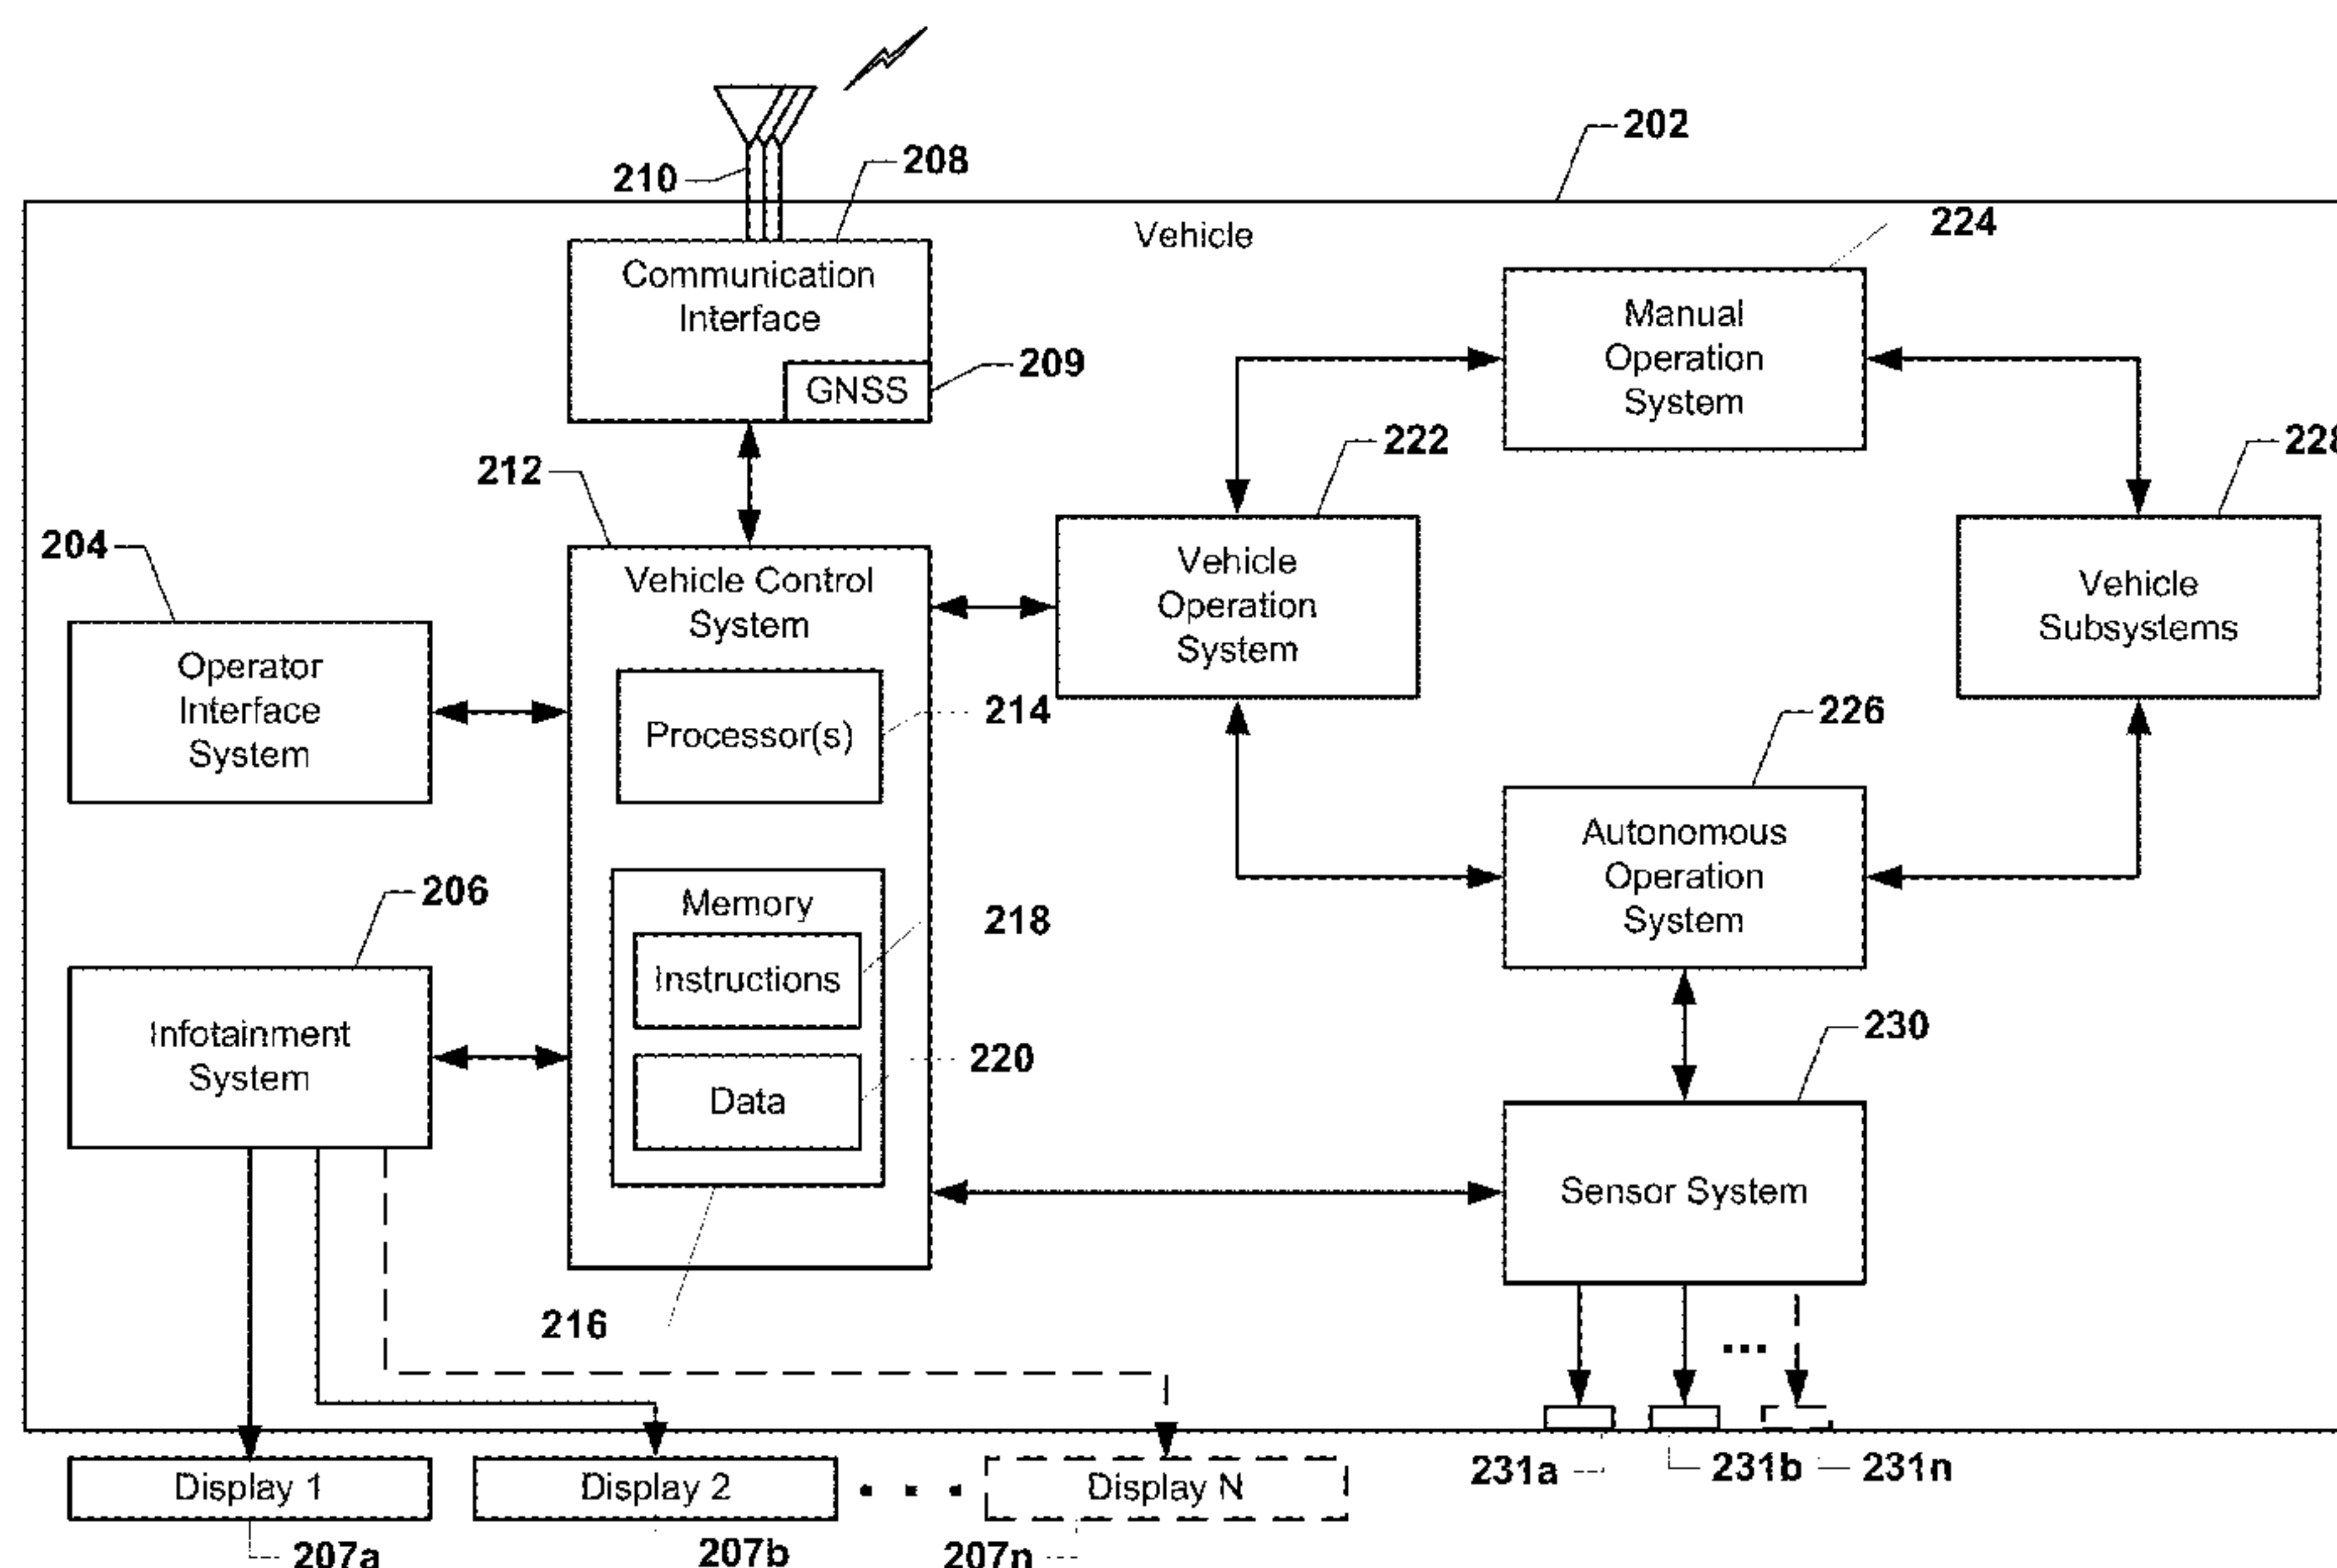 202
210
208
Vehicle
224
Communication
Interface
GNSS
209
Manual
Operation
System
212
222
228
204
Vehicle Control
System
Vehicle
Operation
System
Vehicle
Subsystems
Operator
Interface
System
Processor(s)
214
226
206
Memory
Instructions
218
Autonomous
Operation
System
Infotainment
System
Data
220
230
Sensor System
216
...
231a
231b
231n
Display 1
Display 2
. . .
Display N
207a
207b
207n